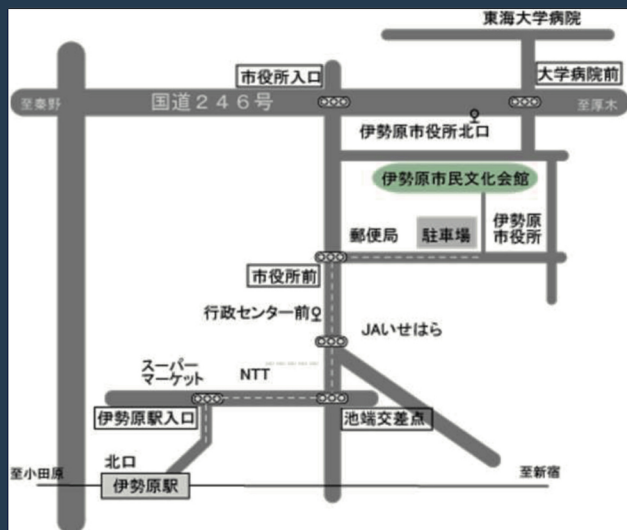 東海大学病院
市役所入口
大学病院前
至秦野
国道246号
至厚木
伊勢原市役所北口
伊勢原市民文化会館
郵便局
駐車場
伊勢原
市役所
市役所前
行政センター前
JAいせはら
スーパー
マーケット
NTT
伊勢原駅入口
池端交差点
北口
至小田原
伊勢原駅
至新宿